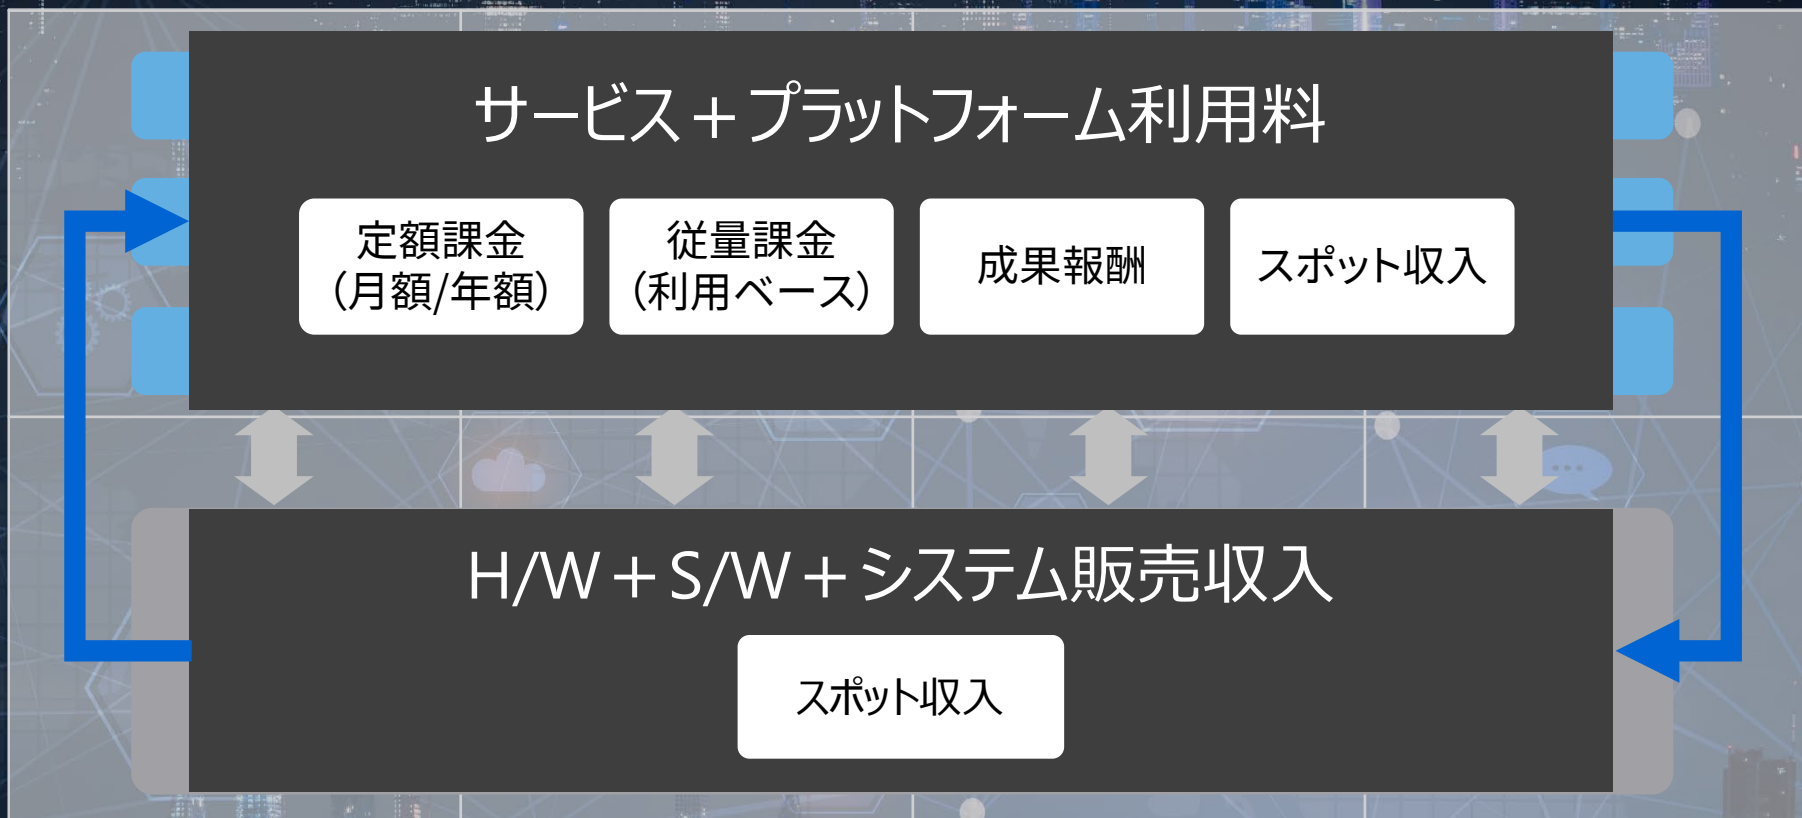 サービス＋プラットフォーム利用料
定額課金
（月額/年額）
従量課金
（利用ベース）
成果報酬
スポット収入
H/W＋S/W＋システム販売収入
スポット収入